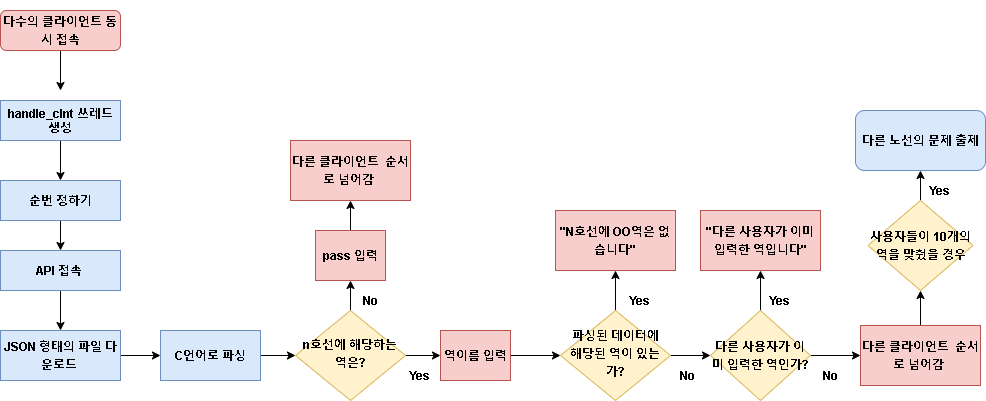 다수의 클라이언트 동
시 접속
handle_clnt 쓰레드
생성
순번 정하기
API 접속
JSON 형태의 파일 다
운로드
C언어로 파싱
n호선에 해당하는
역은?
No
pass 입력
다른 클라이언트 순서
로 넘어감
Yes
역이름 입력
파싱된 데이터에
해당된 역이 있는
가?
Yes
"N호선에 OO역은 없
습니다"
No
다른 사용자가 이
미 입력한 역인가?
Yes
"다른 사용자가 이미
입력한 역입니다"
No
다른 클라이언트 순서
로 넘어감
사용자들이 10개의
역을 맞췄을 경우
Yes
다른 노선의 문제 출제